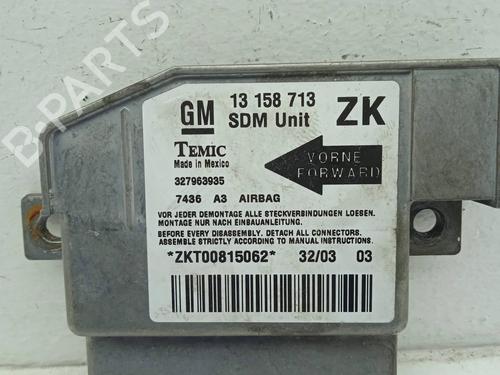 GM 13 158 713 ZK
SDM Unit
TEMIC
Made in Mexico
327963935
VORNE
FORWARD
7436 A3 AIRBAG
VOR JEDER DEMONTAGE ALLE STECKVERBINDUNGEN LOESEN.
MONTAGE NUR NACH EINBAUANLEITUNG.
BEFORE EVERY DISASSEMBLY. DETACH ALL CONNECTORS.
ASSEMBLE STRICTLY ACCORDING TO MANUAL INSTRUCTIONS.
*ZKT00815062* 32/03 03
B-PARTS